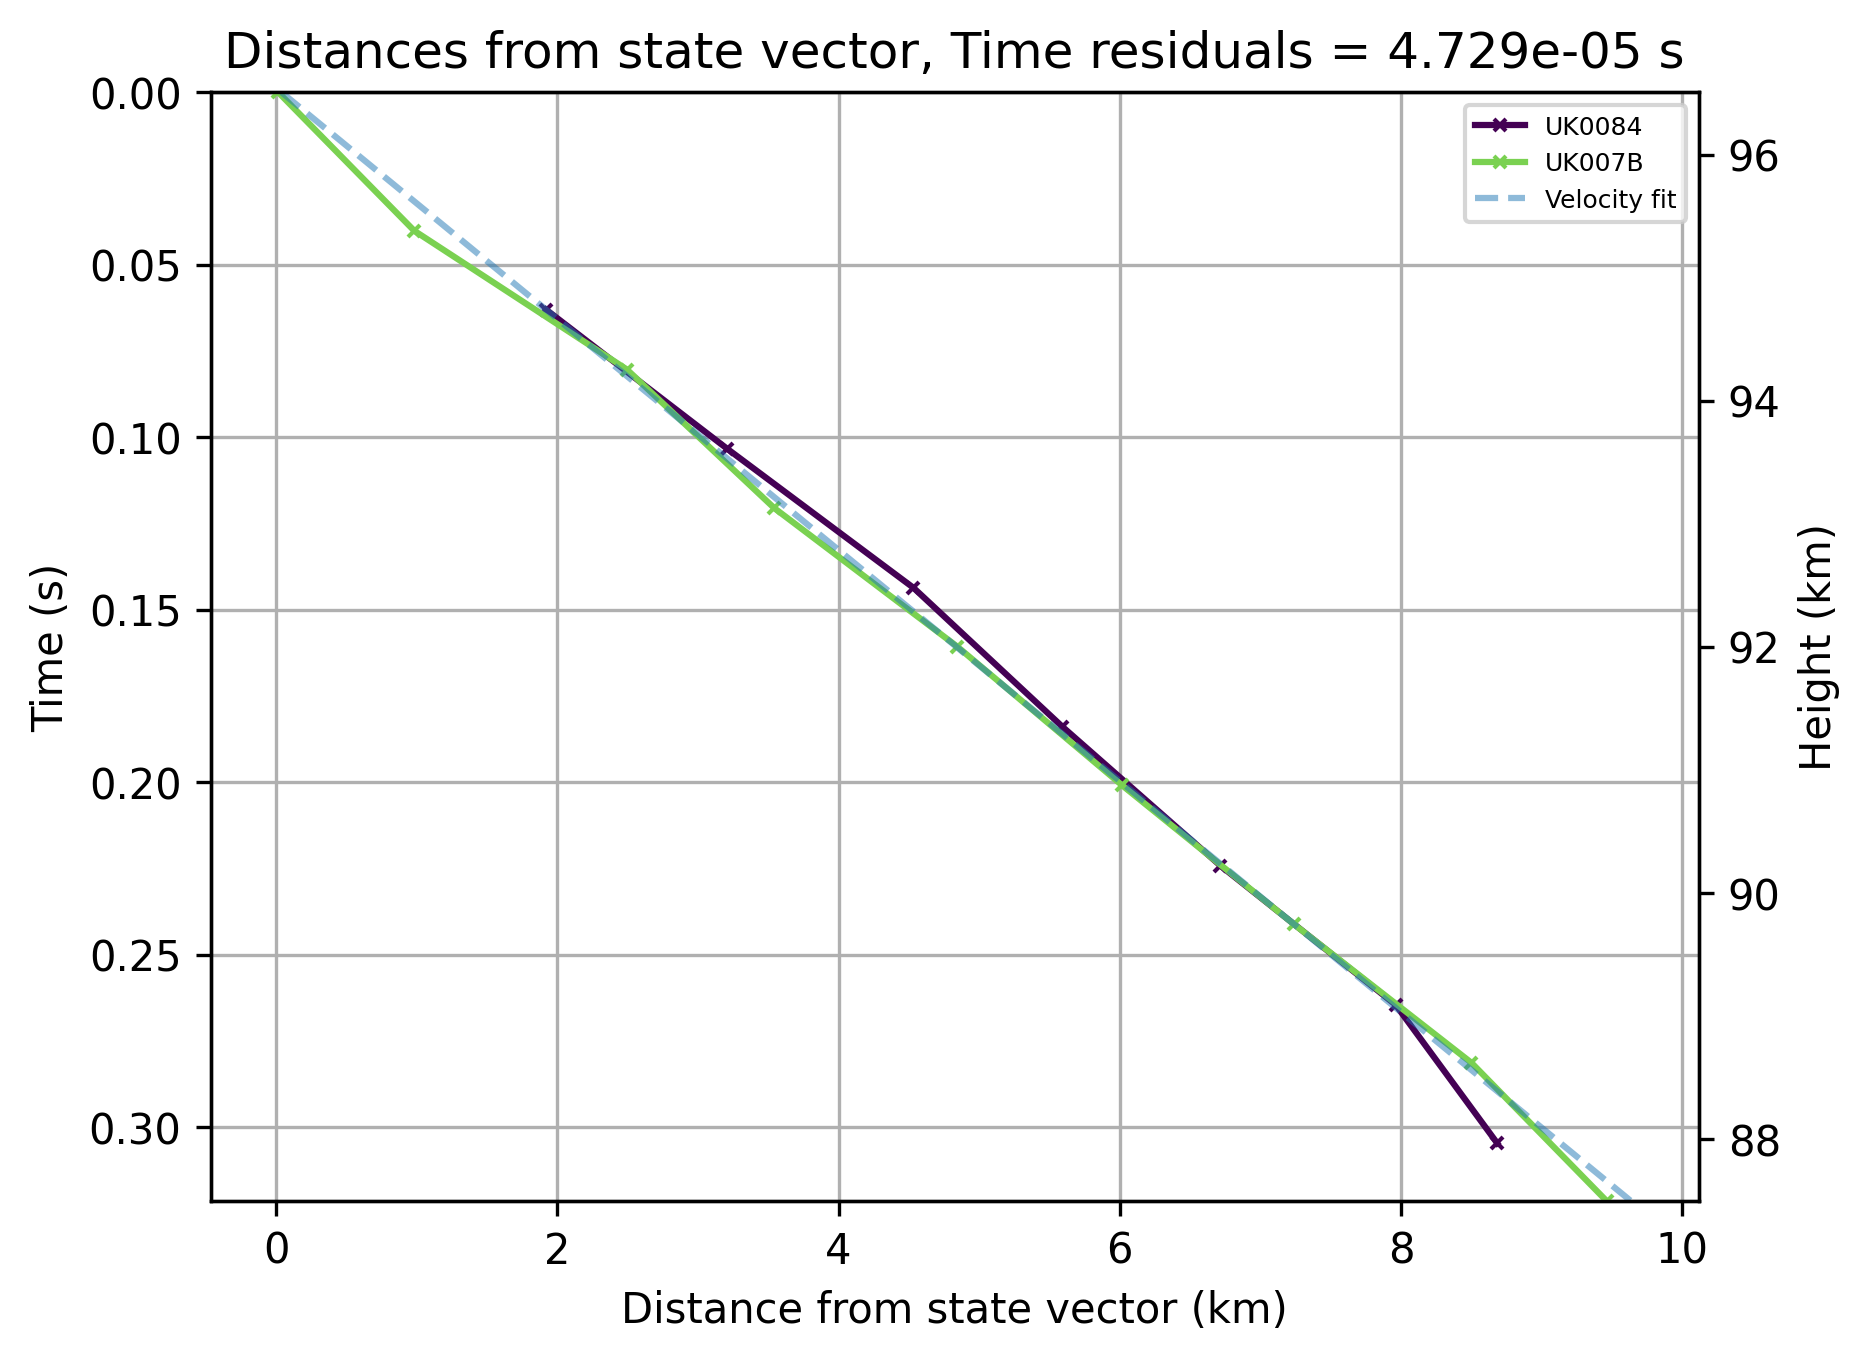 Distances from state vector, Time residuals = 4.729e-05 s
0.00
0.05
0.10
0.15
0.20
0.25
0.30
Time (s)
UK0084
UK007B
Velocity fit
96
94
92
90
88
Height (km)
0 2 4 6 8 10
Distance from state vector (km)